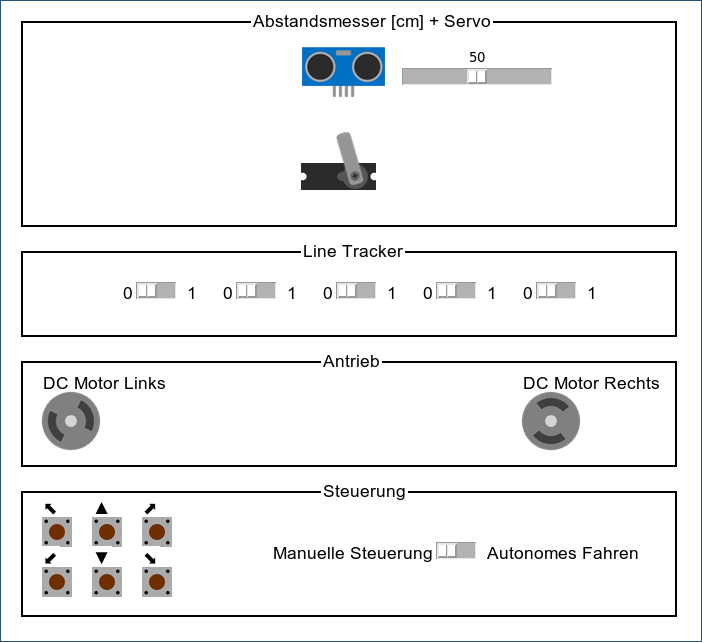 Abstandsmesser [cm] + Servo
50
Line Tracker
0 1 0 1 0 1 0 1 0 1
Antrieb
DC Motor Links DC Motor Rechts
Steuerung
Manuelle Steuerung Autonomes Fahren